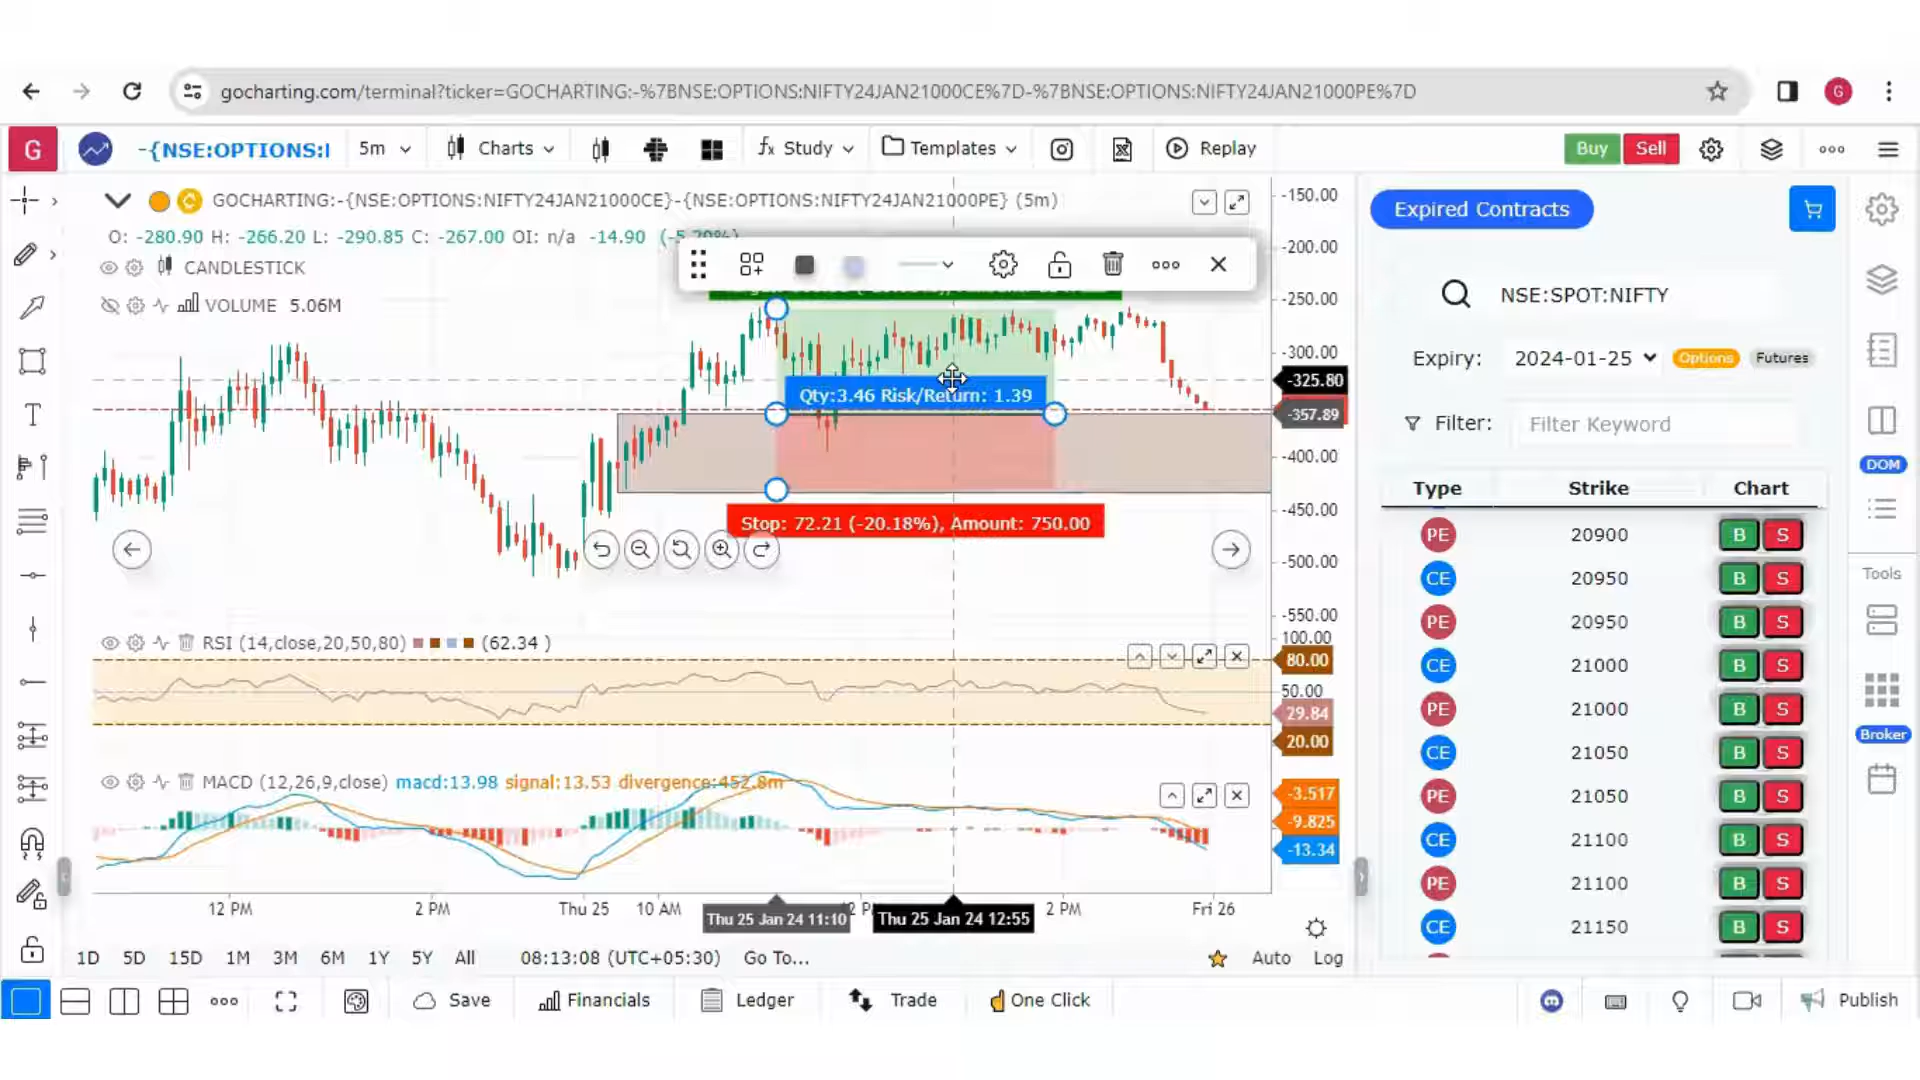 gocharting.com/terminal?ticker=GOCHARTING:-%7BNSE:OPTIONS:NIFTY24JAN21000CE%7D-%7BNSE:OPTIONS:NIFTY24JAN21000PE%7D
G
G
-{NSE:OPTIONS:I
5m
Charts
fx Study
Templates
Replay
Buy
Sell
GOCHARTING:-{NSE:OPTIONS:NIFTY24JAN21000CE}-{NSE:OPTIONS:NIFTY24JAN21000PE} (5m)
O: -280.90 H: -266.20 L: -290.85 C: -267.00 OI: n/a -14.90 (-5.29%)
CANDLESTICK
VOLUME 5.06M
Qty:3.46 Risk/Return: 1.39
Stop: 72.21 (-20.18%), Amount: 750.00
-150.00
-200.00
-250.00
-300.00
-325.80
-357.89
-400.00
-450.00
-500.00
-550.00
RSI (14,close,20,50,80) (62.34 )
100.00
80.00
50.00
29.84
20.00
MACD (12,26,9,close) macd:13.98 signal:13.53 divergence:452.8m
-3.517
-9.825
-13.34
12 PM
2 PM
Thu 25
10 AM
Thu 25 Jan 24 11:10
Thu 25 Jan 24 12:55
2 PM
Fri 26
1D 5D 15D 1M 3M 6M 1Y 5Y All
08:13:08 (UTC+05:30)
Go To...
Auto
Log
Save
Financials
Ledger
Trade
One Click
Publish
Expired Contracts
NSE:SPOT:NIFTY
Expiry: 2024-01-25 Options Futures
Filter: Filter Keyword
Type Strike Chart
PE 20900 B S
CE 20950 B S
PE 20950 B S
CE 21000 B S
PE 21000 B S
CE 21050 B S
PE 21050 B S
CE 21100 B S
PE 21100 B S
CE 21150 B S
DOM
Tools
Broker